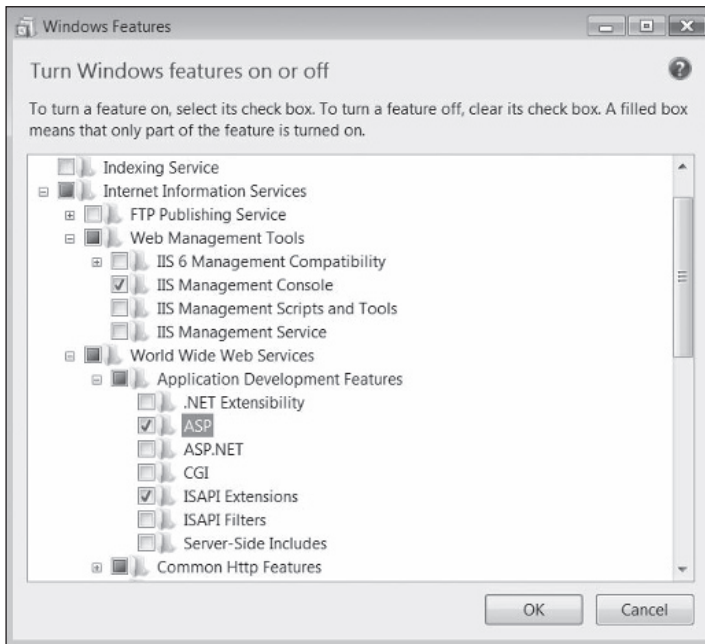 Windows Features
Turn Windows features on or off
To turn a feature on, select its check box. To turn a feature off, clear its check box. A filled box
means that only part of the feature is turned on.
Indexing Service
Internet Information Services
FTP Publishing Service
Web Management Tools
IIS 6 Management Compatibility
IIS Management Console
IIS Management Scripts and Tools
IIS Management Service
World Wide Web Services
Application Development Features
.NET Extensibility
ASP
ASP.NET
CGI
ISAPI Extensions
ISAPI Filters
Server-Side Includes
Common Http Features
OK
Cancel